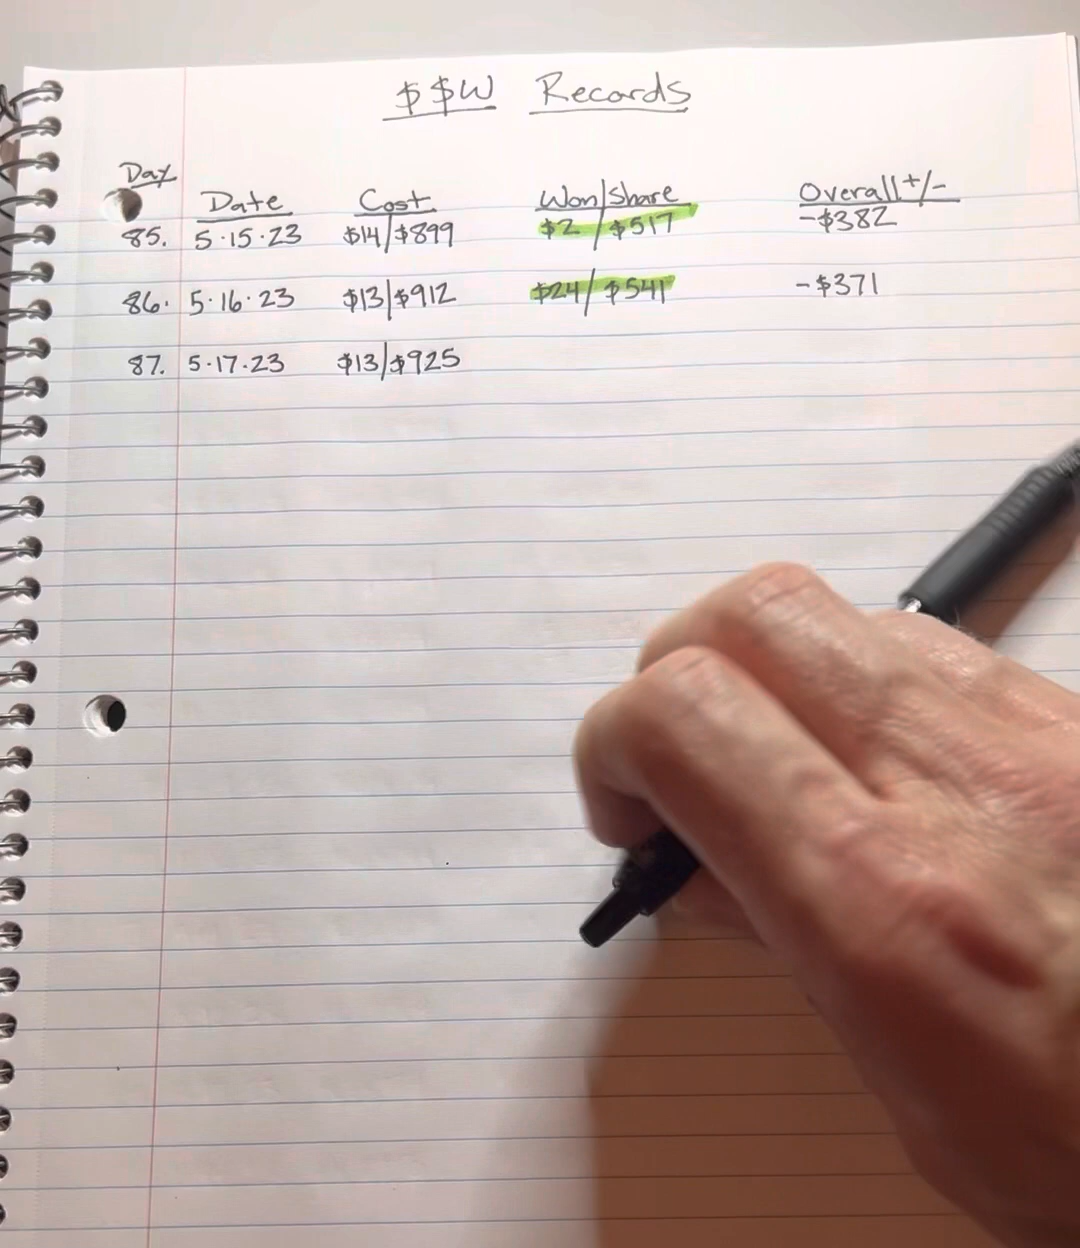 $$W Records
Day Date Cost Won/Share Overall +/-
85. 5·15·23 $14/$899 $2/$517 -$382
86. 5·16·23 $13/$912 $24/$541 -$371
87. 5·17·23 $13/$925